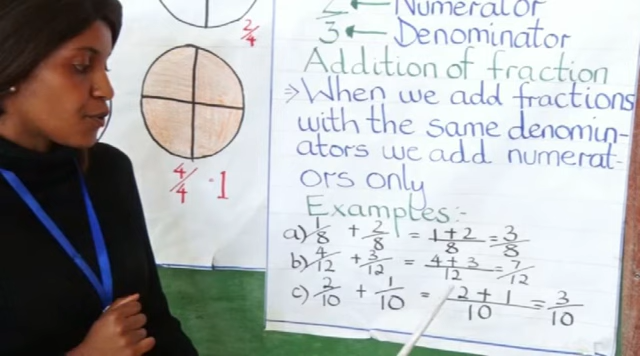 2/4
4/4 · 1
2 ← Numerator
3 ← Denominator
Addition of fraction
⇒ When we add fractions
with the same denomin-
ators we add numerat-
ors only
Examples:-
a) 1/8 + 2/8 = 1+2/8 = 3/8
b) 4/12 + 3/12 = 4+3/12 = 7/12
c) 2/10 + 1/10 = 2+1/10 = 3/10